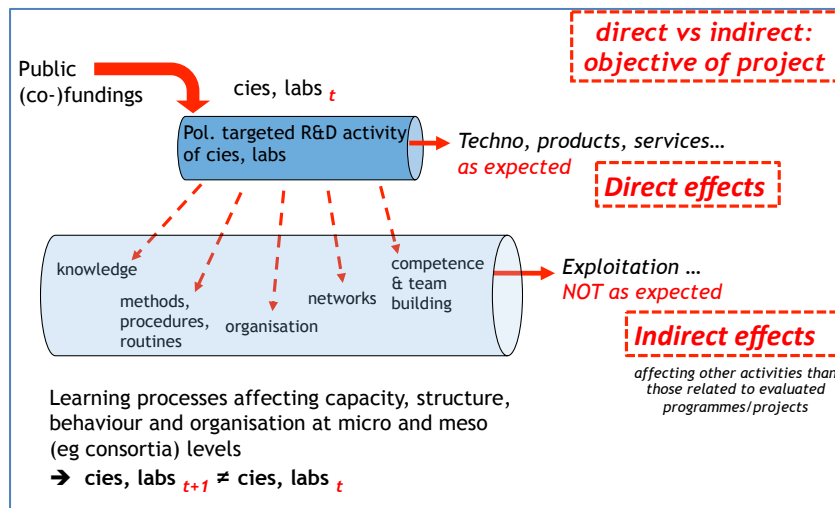 direct vs indirect:
objective of project
Public
(co-)fundings
cies, labs t
Pol. targeted R&D activity
of cies, labs
Techno, products, services…
as expected
Direct effects
knowledge
methods,
procedures,
routines
organisation
networks
competence
& team
building
Exploitation …
NOT as expected
Indirect effects
affecting other activities than
those related to evaluated
programmes/projects
Learning processes affecting capacity, structure,
behaviour and organisation at micro and meso
(eg consortia) levels
➔ cies, labs t+1 ≠ cies, labs t